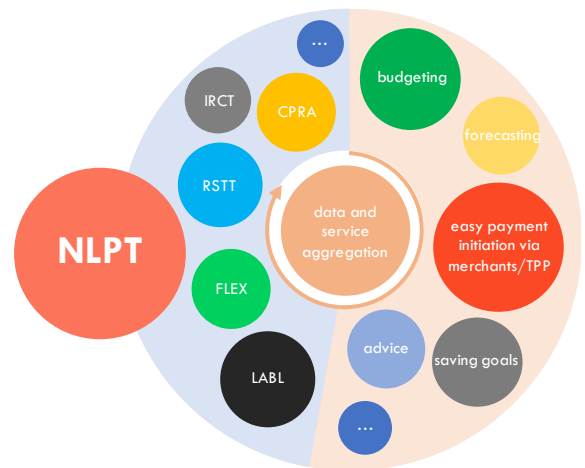 ...
IRCT
CPRA
RSTT
NLPT
FLEX
LABL
data and
service
aggregation
budgeting
forecasting
easy payment
initiation via
merchants/TPP
advice
saving goals
...